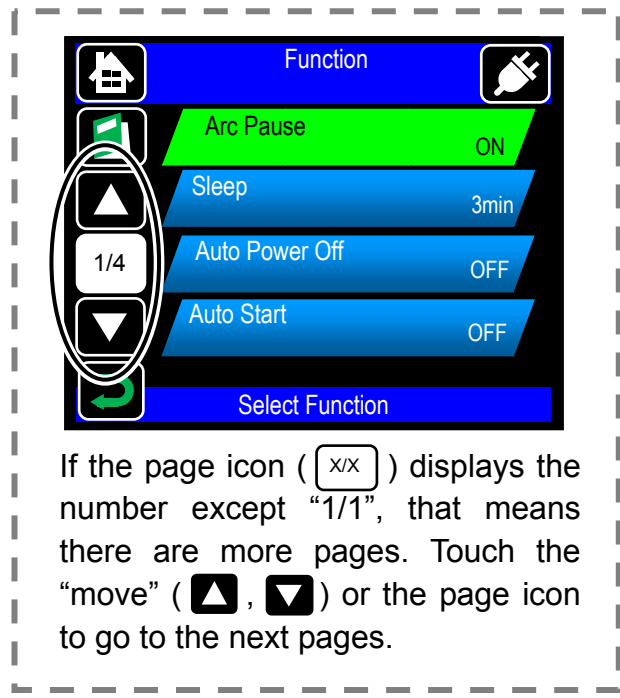 Function
Arc Pause
ON
Sleep
3min
1/4
Auto Power Off
OFF
Auto Start
OFF
Select Function
If the page icon ( X/X ) displays the
number except “1/1”, that means
there are more pages. Touch the
“move” ( ▲ , ▼ ) or the page icon
to go to the next pages.